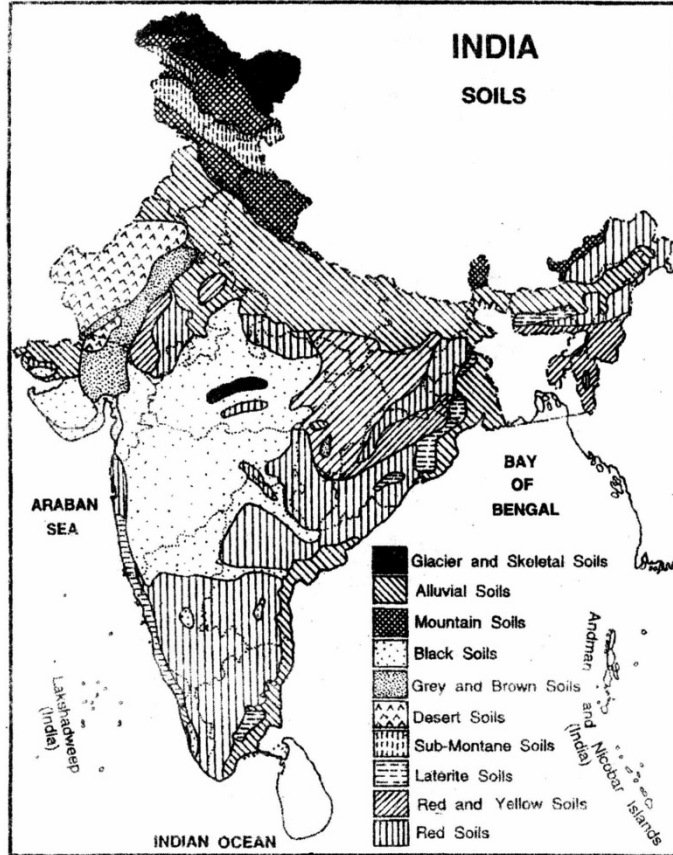 INDIA
SOILS
ARABAN
SEA
BAY
OF
BENGAL
Glacier and Skeletal Soils
Alluvial Soils
Mountain Soils
Black Soils
Grey and Brown Soils
Desert Soils
Sub-Montane Soils
Laterite Soils
Red and Yellow Soils
Red Soils
Lakshadweep
(India)
Andman and Nicobar Islands
(India)
INDIAN OCEAN